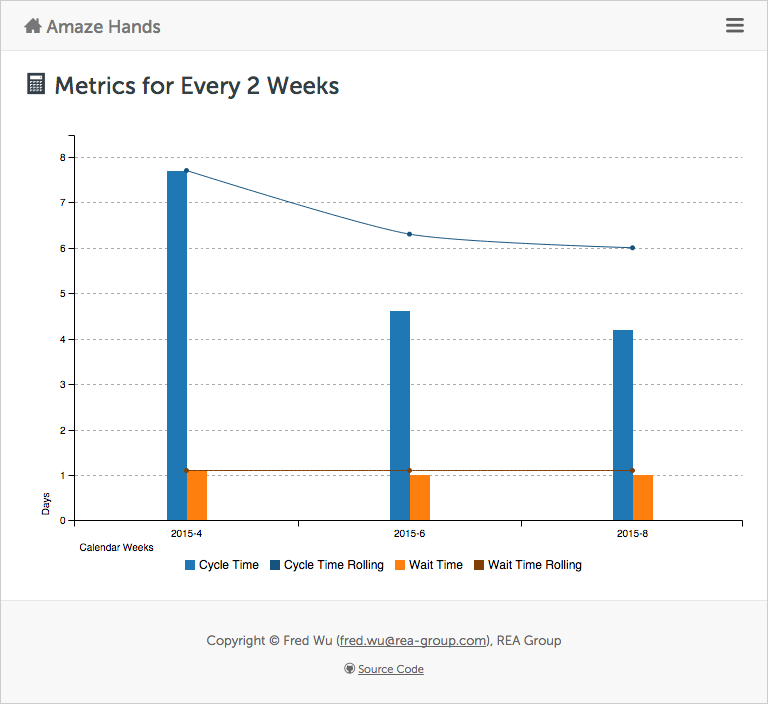 Amaze Hands
Metrics for Every 2 Weeks
8
7
6
5
4
3
2
1
0
Days
2015-4 2015-6 2015-8
Calendar Weeks
Cycle Time Cycle Time Rolling Wait Time Wait Time Rolling
Copyright © Fred Wu (fred.wu@rea-group.com), REA Group
Source Code